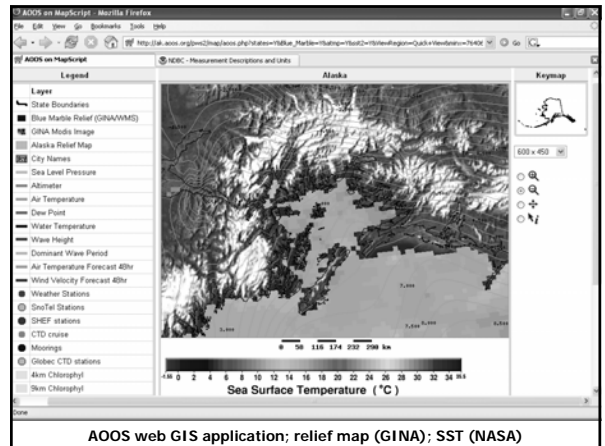 AOOS on MapScript - Mozilla Firefox
File Edit View Go Bookmarks Tools Help
Go
AOOS on MapScript
NDBC - Measurement Descriptions and Units
Legend
Alaska
Keymap
Layer
State Boundaries
Blue Marble Relief (GINA/WMS)
GINA Modis Image
Alaska Relief Map
City Names
Sea Level Pressure
Altimeter
Air Temperature
Dew Point
Water Temperature
Wave Height
Dominant Wave Period
Air Temperature Forecast 48hr
Wind Velocity Forecast 48hr
Weather Stations
SnoTel Stations
SHEF stations
CTD cruise
Moorings
Globec CTD stations
4km Chlorophyl
9km Chlorophyl
600 x 450
0 58 116 174 232 290 km
0 2 4 6 8 10 12 14 16 18 20 22 24 26 28 30 32 34
Sea Surface Temperature (°C)
Done
AOOS web GIS application; relief map (GINA); SST (NASA)